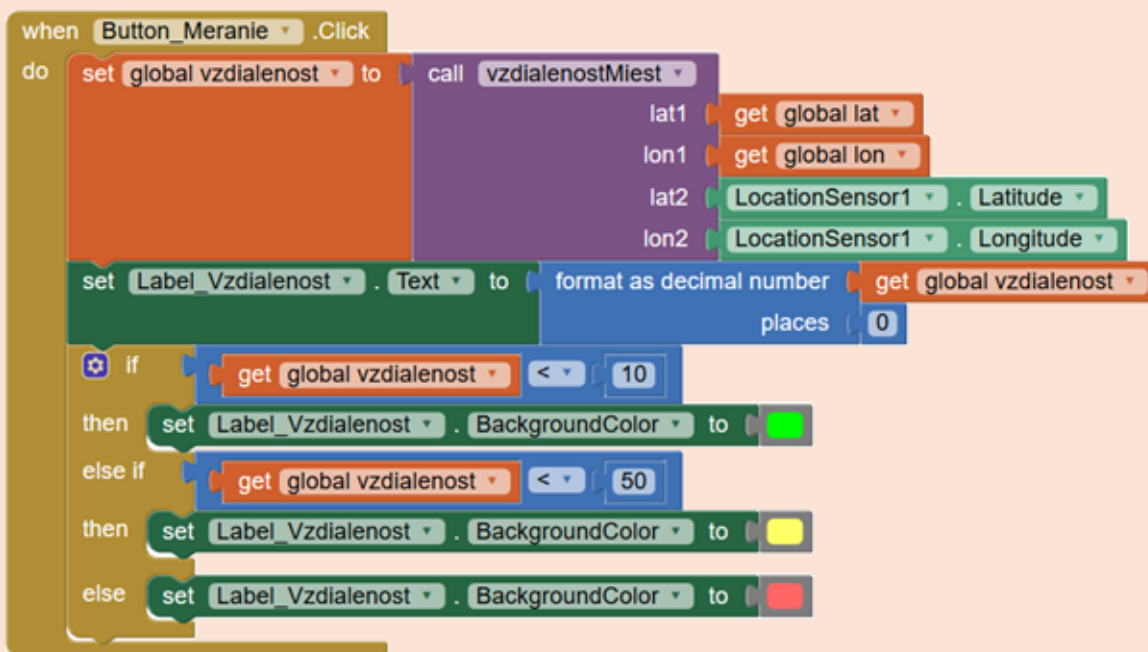 when Button_Meranie .Click
do set global vzdialenost to call vzdialenostMiest
lat1 get global lat
lon1 get global lon
lat2 LocationSensor1 . Latitude
lon2 LocationSensor1 . Longitude
set Label_Vzdialenost . Text to format as decimal number get global vzdialenost
places 0
if get global vzdialenost < 10
then set Label_Vzdialenost . BackgroundColor to
else if get global vzdialenost < 50
then set Label_Vzdialenost . BackgroundColor to
else set Label_Vzdialenost . BackgroundColor to